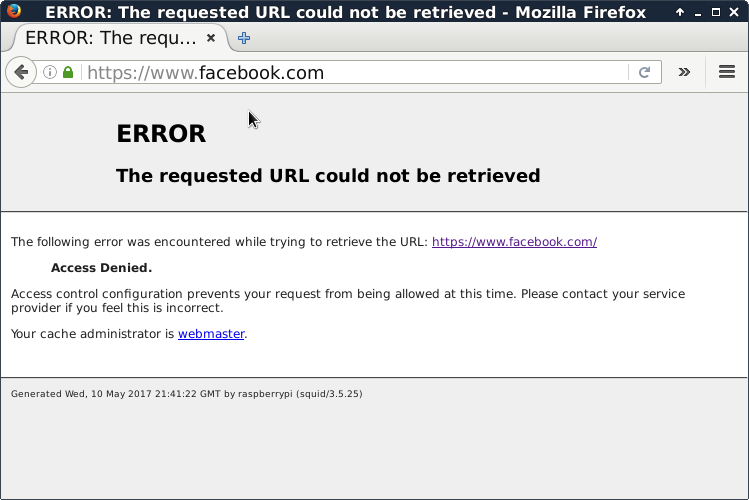 ERROR: The requested URL could not be retrieved - Mozilla Firefox
ERROR: The requ...
https://www.facebook.com
ERROR
The requested URL could not be retrieved
The following error was encountered while trying to retrieve the URL: https://www.facebook.com/
Access Denied.
Access control configuration prevents your request from being allowed at this time. Please contact your service
provider if you feel this is incorrect.
Your cache administrator is webmaster.
Generated Wed, 10 May 2017 21:41:22 GMT by raspberrypi (squid/3.5.25)